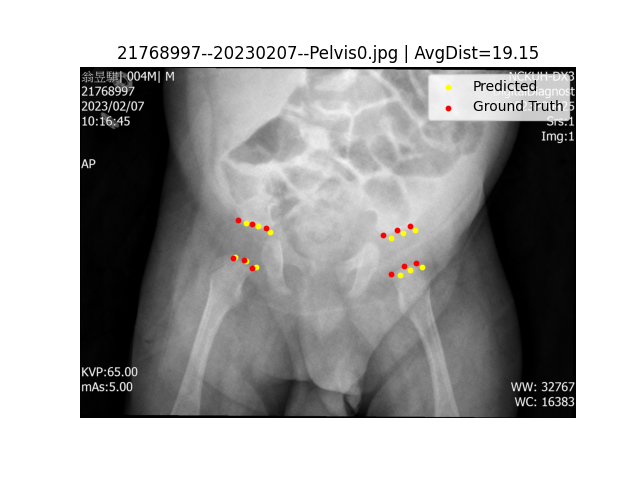 21768997--20230207--Pelvis0.jpg | AvgDist=19.15
004M| M
21768997
2023/02/07
10:16:45
AP
NCKUH-DX3
Predicted
Ground Truth
Srs:1
Img:1
KVP:65.00
mAs:5.00
WW: 32767
WC: 16383